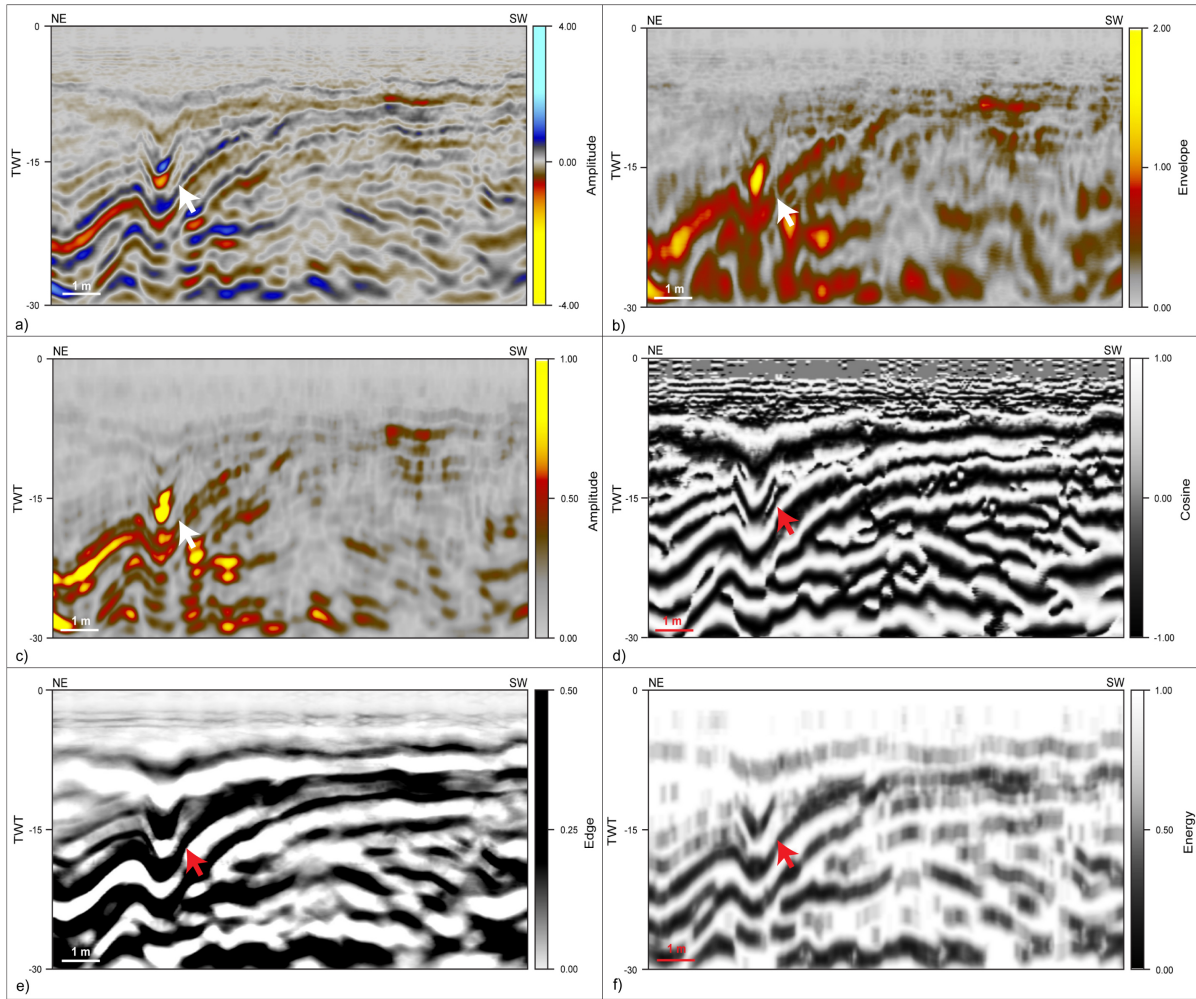 NE SW
0
-15
-30
TWT
1 m
4.00
0.00
-4.00
Amplitude
a)
NE SW
0
-15
-30
TWT
1 m
2.00
1.00
0.00
Envelope
b)
NE SW
0
-15
-30
TWT
1 m
1.00
0.50
0.00
Amplitude
c)
NE SW
0
-15
-30
TWT
1 m
1.00
0.00
-1.00
Cosine
d)
NE SW
0
-15
-30
TWT
1 m
0.50
0.25
0.00
Edge
e)
NE SW
0
-15
-30
TWT
1 m
1.00
0.50
0.00
Energy
f)